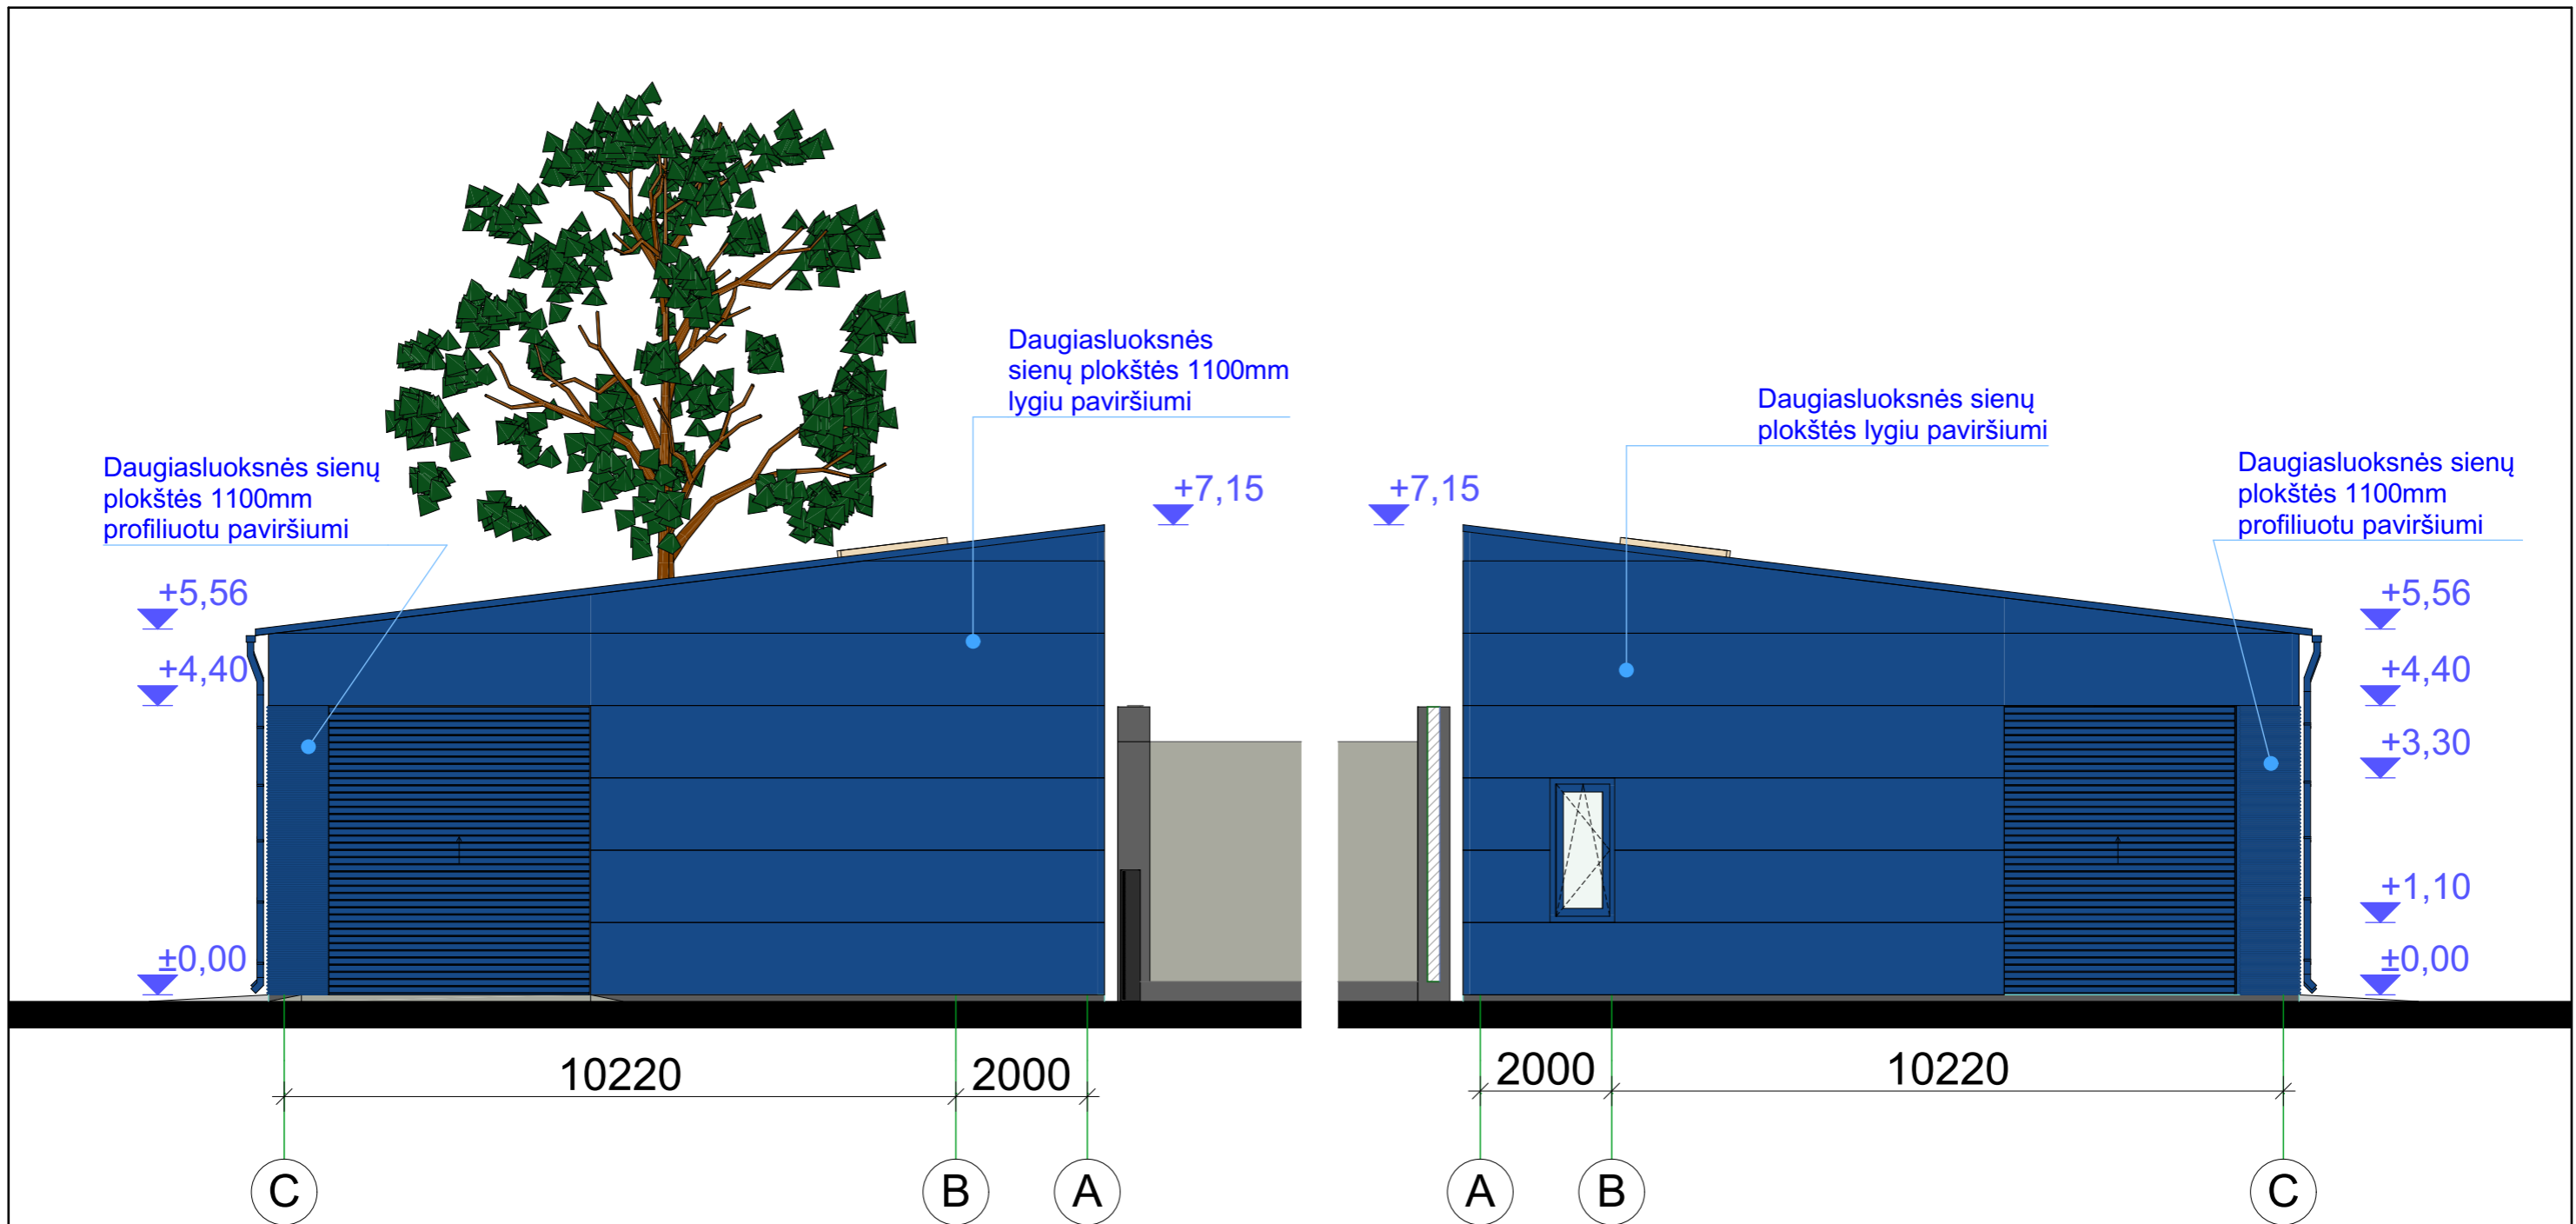 Daugiasluoksnės
sienų plokštės 1100mm
lygiu paviršiumi
Daugiasluoksnės sienų
plokštės lygiu paviršiumi
Daugiasluoksnės sienų
plokštės 1100mm
profiliuotu paviršiumi
Daugiasluoksnės sienų
plokštės 1100mm
profiliuotu paviršiumi
+7,15
+7,15
+5,56
+4,40
±0,00
+5,56
+4,40
+3,30
+1,10
±0,00
10220
2000
2000
10220
C
B
A
A
B
C